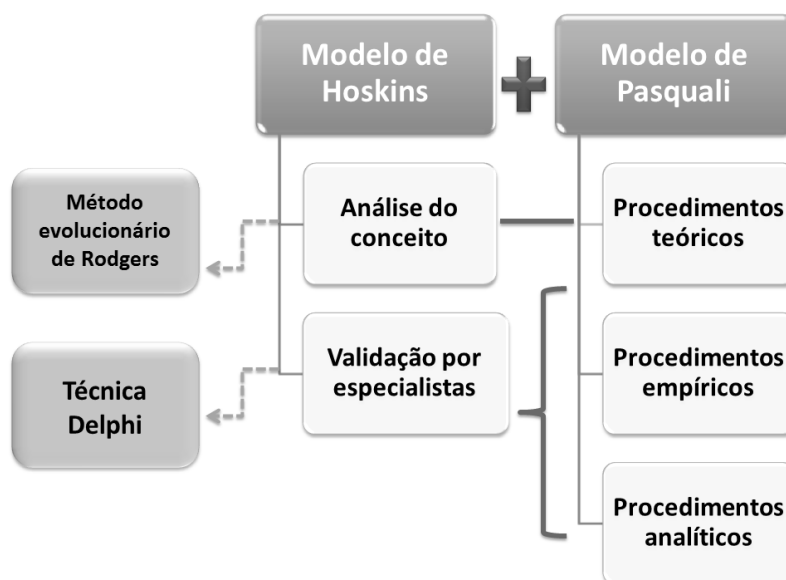 Modelo de
Hoskins
Modelo de
Pasquali
Método
evolucionário
de Rodgers
Análise do
conceito
Procedimentos
teóricos
Técnica
Delphi
Validação por
especialistas
Procedimentos
empíricos
Procedimentos
analíticos